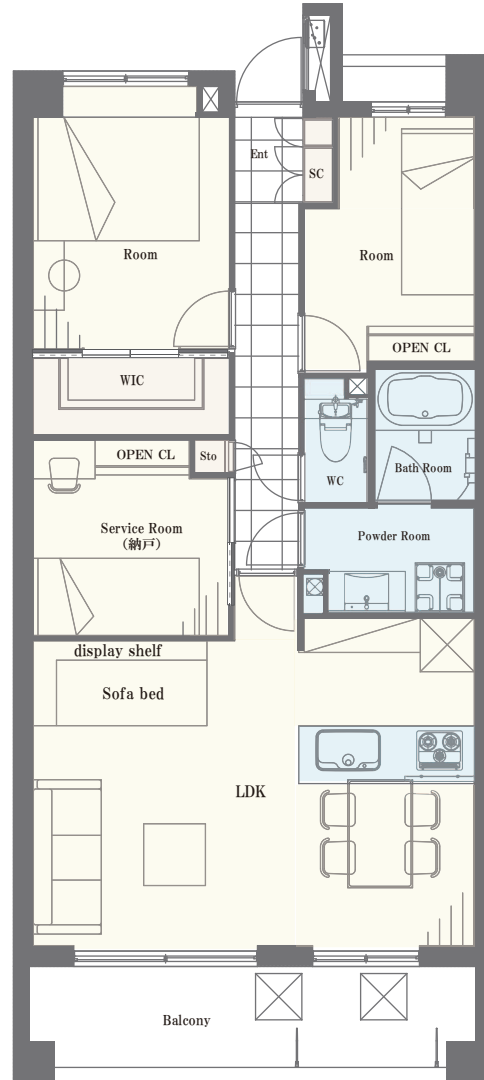 Ent
SC
Room
Room
OPEN CL
WIC
OPEN CL
Sto
Bath Room
WC
Service Room
（納戸）
Powder Room
display shelf
Sofa bed
LDK
Balcony